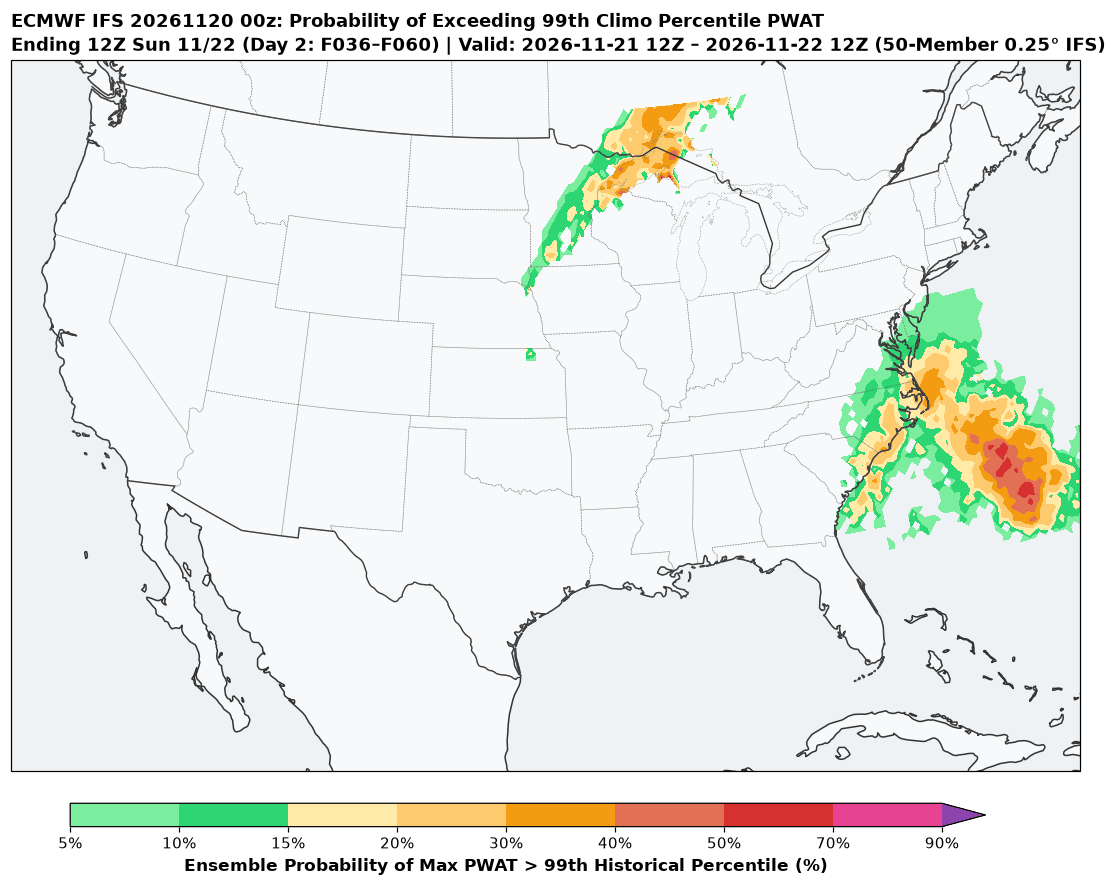 ECMWF IFS 20261120 00z: Probability of Exceeding 99th Climo Percentile PWAT
Ending 12Z Sun 11/22 (Day 2: F036–F060) | Valid: 2026-11-21 12Z – 2026-11-22 12Z (50-Member 0.25° IFS)
5% 10% 15% 20% 30% 40% 50% 70% 90%
Ensemble Probability of Max PWAT > 99th Historical Percentile (%)